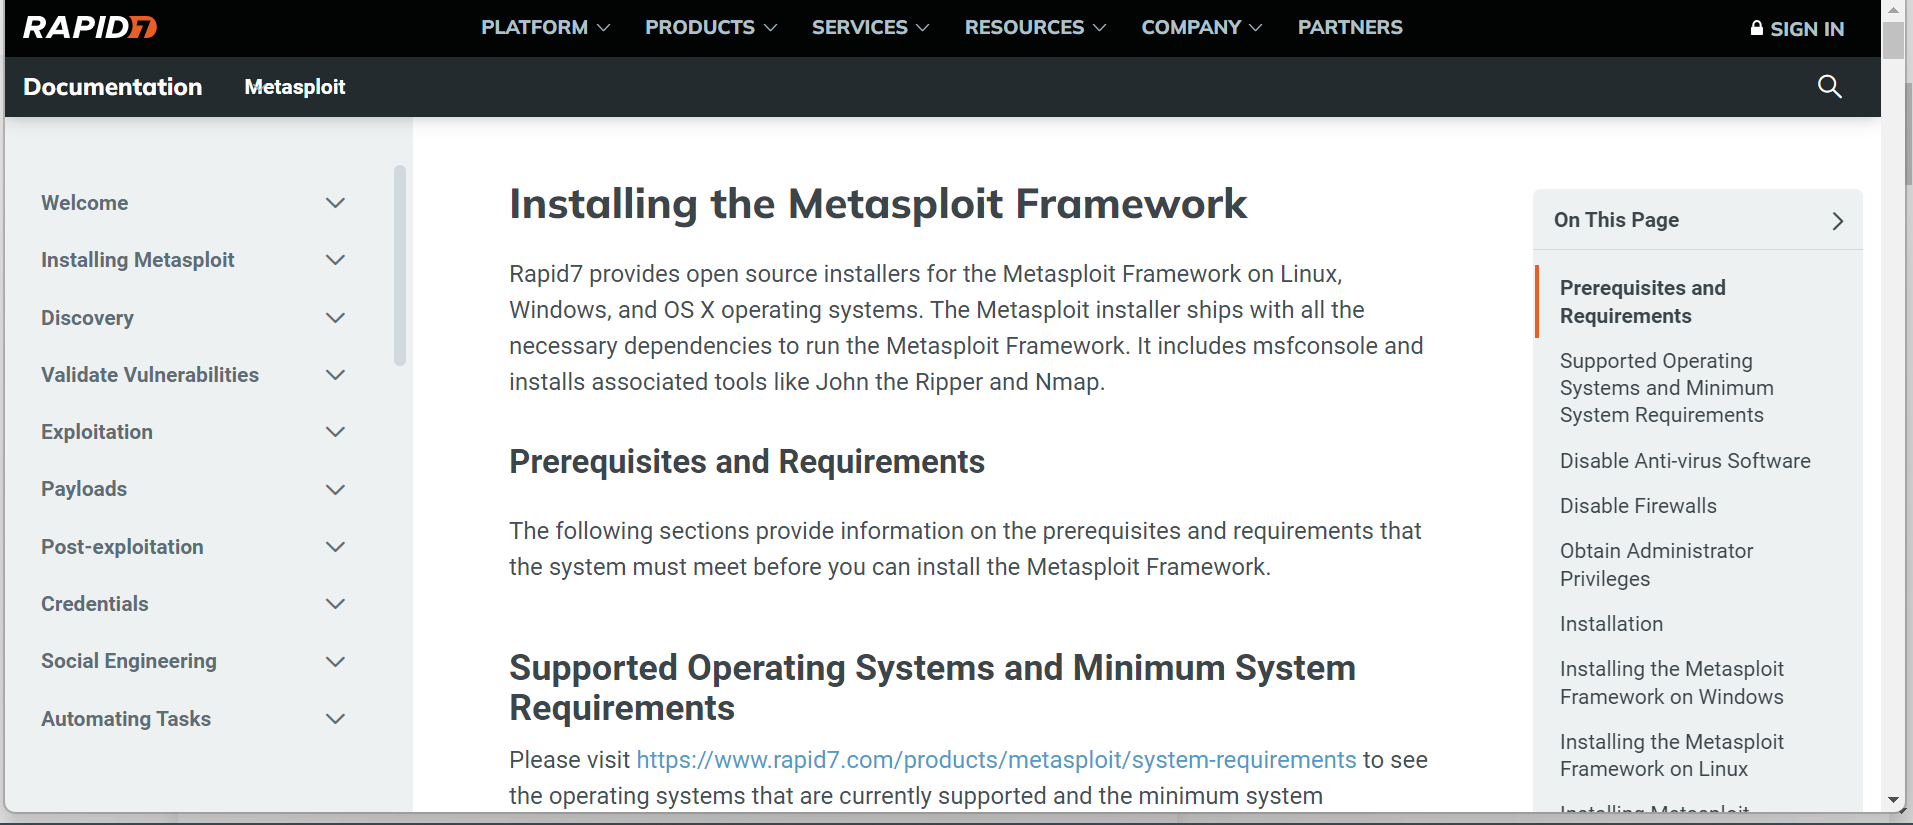 RAPID7
PLATFORM
PRODUCTS
SERVICES
RESOURCES
COMPANY
PARTNERS
SIGN IN
Documentation
Metasploit
Welcome
Installing Metasploit
Discovery
Validate Vulnerabilities
Exploitation
Payloads
Post-exploitation
Credentials
Social Engineering
Automating Tasks
Installing the Metasploit Framework
Rapid7 provides open source installers for the Metasploit Framework on Linux,
Windows, and OS X operating systems. The Metasploit installer ships with all the
necessary dependencies to run the Metasploit Framework. It includes msfconsole and
installs associated tools like John the Ripper and Nmap.
Prerequisites and Requirements
The following sections provide information on the prerequisites and requirements that
the system must meet before you can install the Metasploit Framework.
Supported Operating Systems and Minimum System
Requirements
Please visit https://www.rapid7.com/products/metasploit/system-requirements to see
the operating systems that are currently supported and the minimum system
On This Page
Prerequisites and
Requirements
Supported Operating
Systems and Minimum
System Requirements
Disable Anti-virus Software
Disable Firewalls
Obtain Administrator
Privileges
Installation
Installing the Metasploit
Framework on Windows
Installing the Metasploit
Framework on Linux
Installing Metasploit